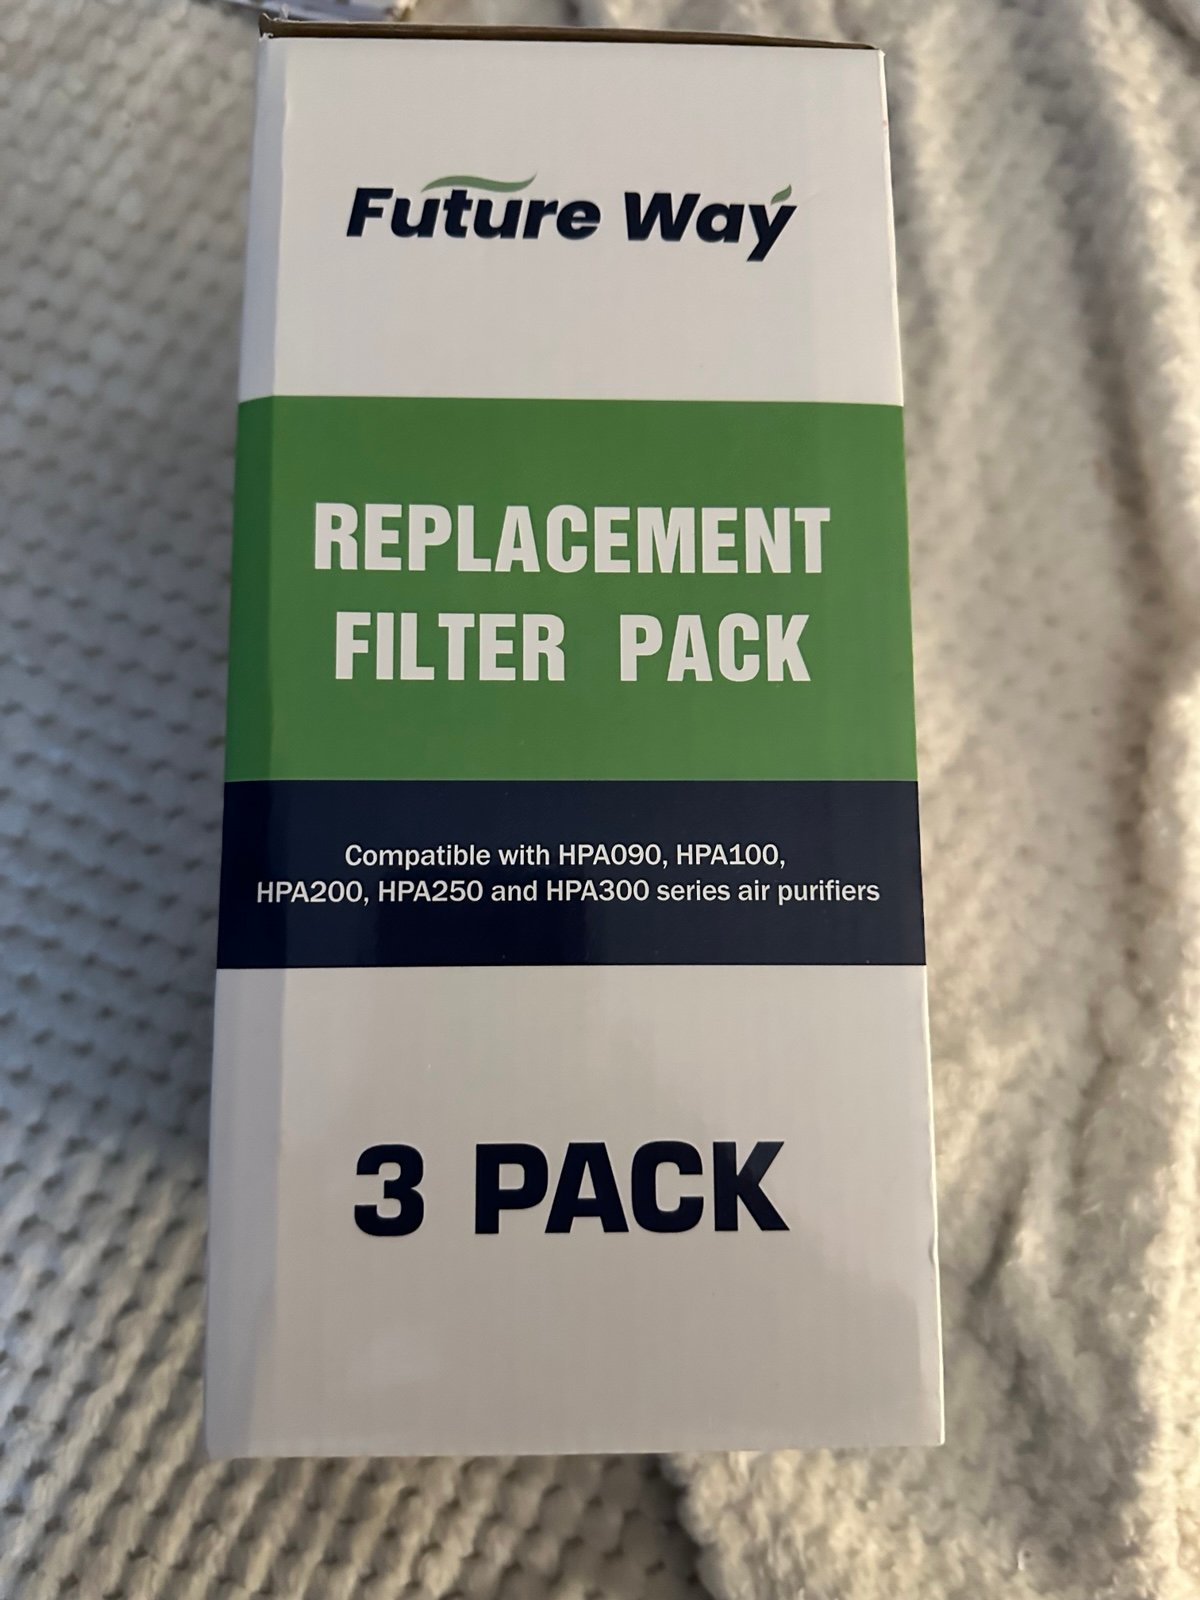 Future Way
REPLACEMENT
FILTER PACK
Compatible with HPA090, HPA100,
HPA200, HPA250 and HPA300 series air purifiers
3 PACK